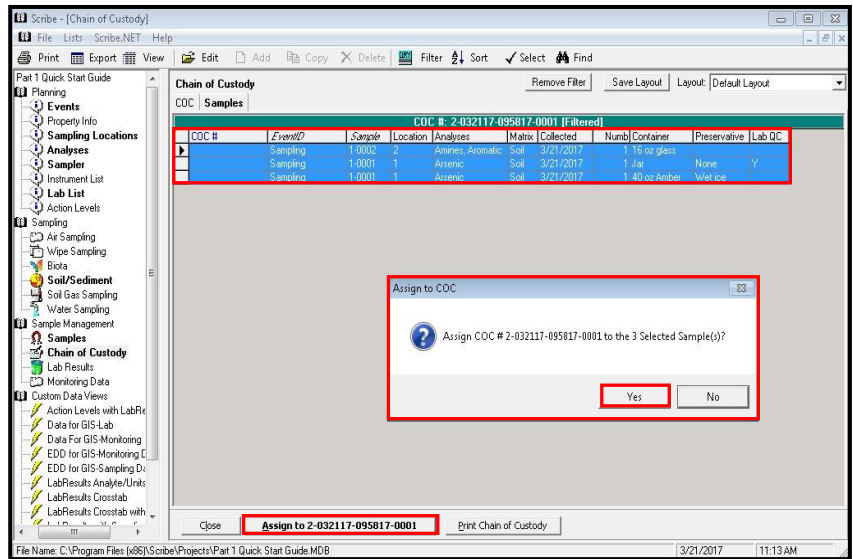 Scribe - [Chain of Custody]
File Lists Scribe.NET Help
Print Export View Edit Add Copy Delete Filter Sort Select Find
Part 1 Quick Start Guide
Planning
Events
Property Info
Sampling Locations
Analyses
Sampler
Instrument List
Lab List
Action Levels
Sampling
Air Sampling
Wipe Sampling
Biota
Soil/Sediment
Soil Gas Sampling
Water Sampling
Sample Management
Samples
Chain of Custody
Lab Results
Monitoring Data
Custom Data Views
Action Levels with LabRe
Data for GIS-Lab
Data For GIS-Monitoring
EDD for GIS-Monitoring D
EDD for GIS-Sampling Da
LabResults Analyte/Units
LabResults Crosstab
LabResults Crosstab with
Chain of Custody Remove Filter Save Layout Layout: Default Layout
COC Samples
COC #: 2-032117-095817-0001 [Filtered]
COC # EventID Sample Location Analyses Matrix Collected Numb Container Preservative Lab QC
Sampling 1-0002 2 Amines, Aromatic Soil 3/21/2017 1 16 oz glass
Sampling 1-0001 1 Arsenic Soil 3/21/2017 1 Jar None Y
Sampling 1-0001 1 Arsenic Soil 3/21/2017 1 40 oz Amber Wet ice
Assign to COC
Assign COC # 2-032117-095817-0001 to the 3 Selected Sample(s)?
Yes No
Close Assign to 2-032117-095817-0001 Print Chain of Custody
File Name: C:\Program Files (x86)\Scribe\Projects\Part 1 Quick Start Guide.MDB 3/21/2017 11:13 AM